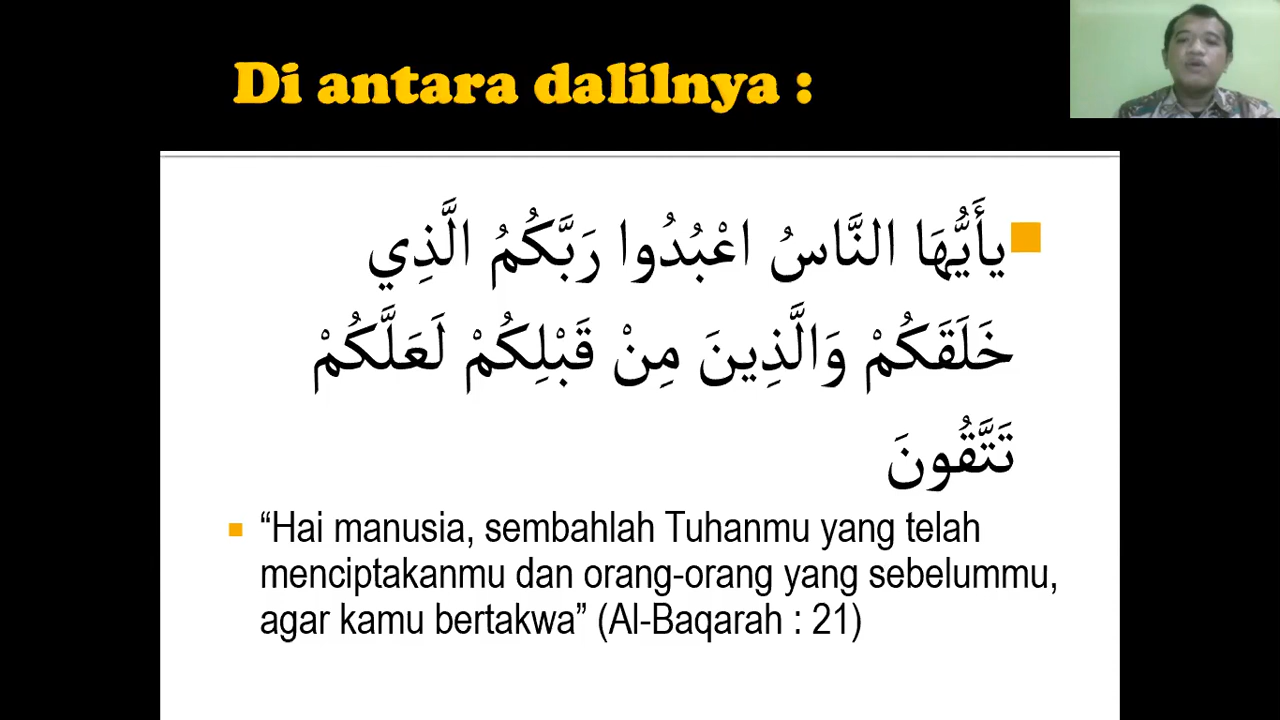 Di antara dalilnya :
يأَيُّهَا النَّاسُ اعْبُدُوا رَبَّكُمُ الَّذِي
خَلَقَكُمْ وَالَّذِينَ مِنْ قَبْلِكُمْ لَعَلَّكُمْ
تَتَّقُونَ
“Hai manusia, sembahlah Tuhanmu yang telah
menciptakanmu dan orang-orang yang sebelummu,
agar kamu bertakwa” (Al-Baqarah : 21)